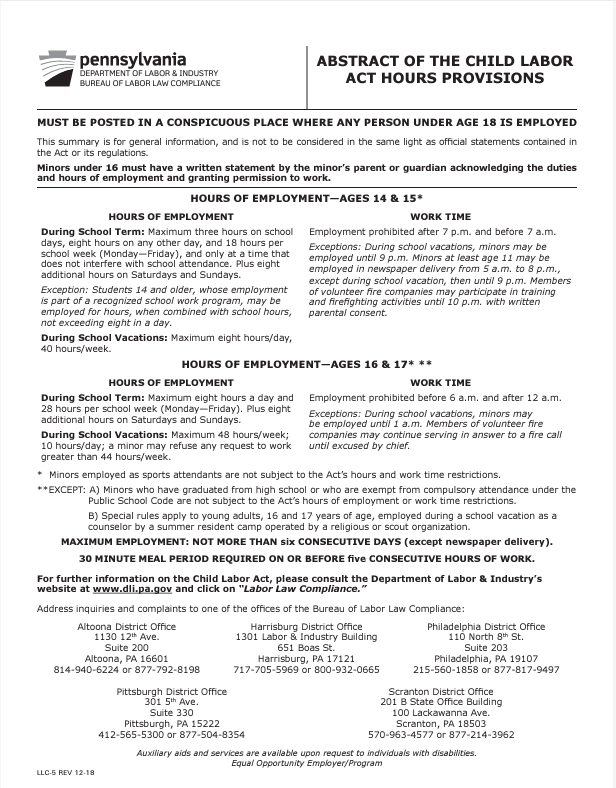 pennsylvania
DEPARTMENT OF LABOR & INDUSTRY
BUREAU OF LABOR LAW COMPLIANCE
ABSTRACT OF THE CHILD LABOR
ACT HOURS PROVISIONS
MUST BE POSTED IN A CONSPICUOUS PLACE WHERE ANY PERSON UNDER AGE 18 IS EMPLOYED
This summary is for general information, and is not to be considered in the same light as official statements contained in
the Act or its regulations.
Minors under 16 must have a written statement by the minor's parent or guardian acknowledging the duties
and hours of employment and granting permission to work.
HOURS OF EMPLOYMENT—AGES 14 & 15*
HOURS OF EMPLOYMENT
During School Term: Maximum three hours on school
days, eight hours on any other day, and 18 hours per
school week (Monday—Friday), and only at a time that
does not interfere with school attendance. Plus eight
additional hours on Saturdays and Sundays.
Exception: Students 14 and older, whose employment
is part of a recognized school work program, may be
employed for hours, when combined with school hours,
not exceeding eight in a day.
During School Vacations: Maximum eight hours/day,
40 hours/week.
WORK TIME
Employment prohibited after 7 p.m. and before 7 a.m.
Exceptions: During school vacations, minors may be
employed until 9 p.m. Minors at least age 11 may be
employed in newspaper delivery from 5 a.m. to 8 p.m.,
except during school vacation, then until 9 p.m. Members
of volunteer fire companies may participate in training
and firefighting activities until 10 p.m. with written
parental consent.
HOURS OF EMPLOYMENT—AGES 16 & 17* **
HOURS OF EMPLOYMENT
During School Term: Maximum eight hours a day and
28 hours per school week (Monday—Friday). Plus eight
additional hours on Saturdays and Sundays.
During School Vacations: Maximum 48 hours/week;
10 hours/day; a minor may refuse any request to work
greater than 44 hours/week.
WORK TIME
Employment prohibited before 6 a.m. and after 12 a.m.
Exceptions: During school vacations, minors may
be employed until 1 a.m. Members of volunteer fire
companies may continue serving in answer to a fire call
until excused by chief.
* Minors employed as sports attendants are not subject to the Act's hours and work time restrictions.
**EXCEPT: A) Minors who have graduated from high school or who are exempt from compulsory attendance under the
Public School Code are not subject to the Act's hours of employment or work time restrictions.
B) Special rules apply to young adults, 16 and 17 years of age, employed during a school vacation as a
counselor by a summer resident camp operated by a religious or scout organization.
MAXIMUM EMPLOYMENT: NOT MORE THAN six CONSECUTIVE DAYS (except newspaper delivery).
30 MINUTE MEAL PERIOD REQUIRED ON OR BEFORE five CONSECUTIVE HOURS OF WORK.
For further information on the Child Labor Act, please consult the Department of Labor & Industry's
website at www.dli.pa.gov and click on "Labor Law Compliance."
Address inquiries and complaints to one of the offices of the Bureau of Labor Law Compliance:
Altoona District Office
1130 12th Ave.
Suite 200
Altoona, PA 16601
814-940-6224 or 877-792-8198
Harrisburg District Office
1301 Labor & Industry Building
651 Boas St.
Harrisburg, PA 17121
717-705-5969 or 800-932-0665
Philadelphia District Office
110 North 8th St.
Suite 203
Philadelphia, PA 19107
215-560-1858 or 877-817-9497
Pittsburgh District Office
301 5th Ave.
Suite 330
Pittsburgh, PA 15222
412-565-5300 or 877-504-8354
Scranton District Office
201 B State Office Building
100 Lackawanna Ave.
Scranton, PA 18503
570-963-4577 or 877-214-3962
Auxiliary aids and services are available upon request to individuals with disabilities.
Equal Opportunity Employer/Program
LLC-5 REV 12-18